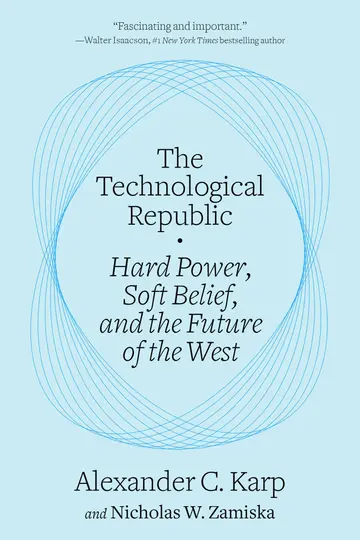 “Fascinating and important.”
—Walter Isaacson, #1 New York Times bestselling author
The
Technological
Republic
•
Hard Power,
Soft Belief,
and the Future
of the West
Alexander C. Karp
and Nicholas W. Zamiska